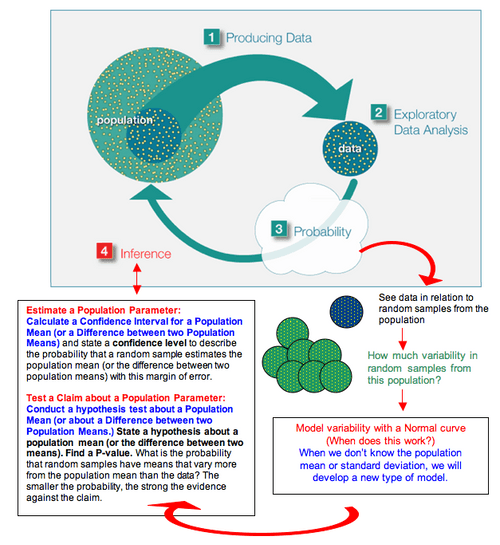 1 Producing Data
population
2 Exploratory
Data Analysis
data
3 Probability
4 Inference
See data in relation to
random samples from the
population
How much variability in
random samples from
this population?
Estimate a Population Parameter:
Calculate a Confidence Interval for a Population
Mean (or a Difference between two Population
Means) and state a confidence level to describe
the probability that a random sample estimates the
population mean (or the difference between two
population means) with this margin of error.
Test a Claim about a Population Parameter:
Conduct a hypothesis test about a Population
Mean (or about a Difference between two
Population Means.) State a hypothesis about a
population mean (or the difference between two
means). Find a P-value. What is the probability
that random samples have means that vary more
from the population mean than the data? The
smaller the probability, the strong the evidence
against the claim.
Model variability with a Normal curve
(When does this work?)
When we don't know the population
mean or standard deviation, we will
develop a new type of model.